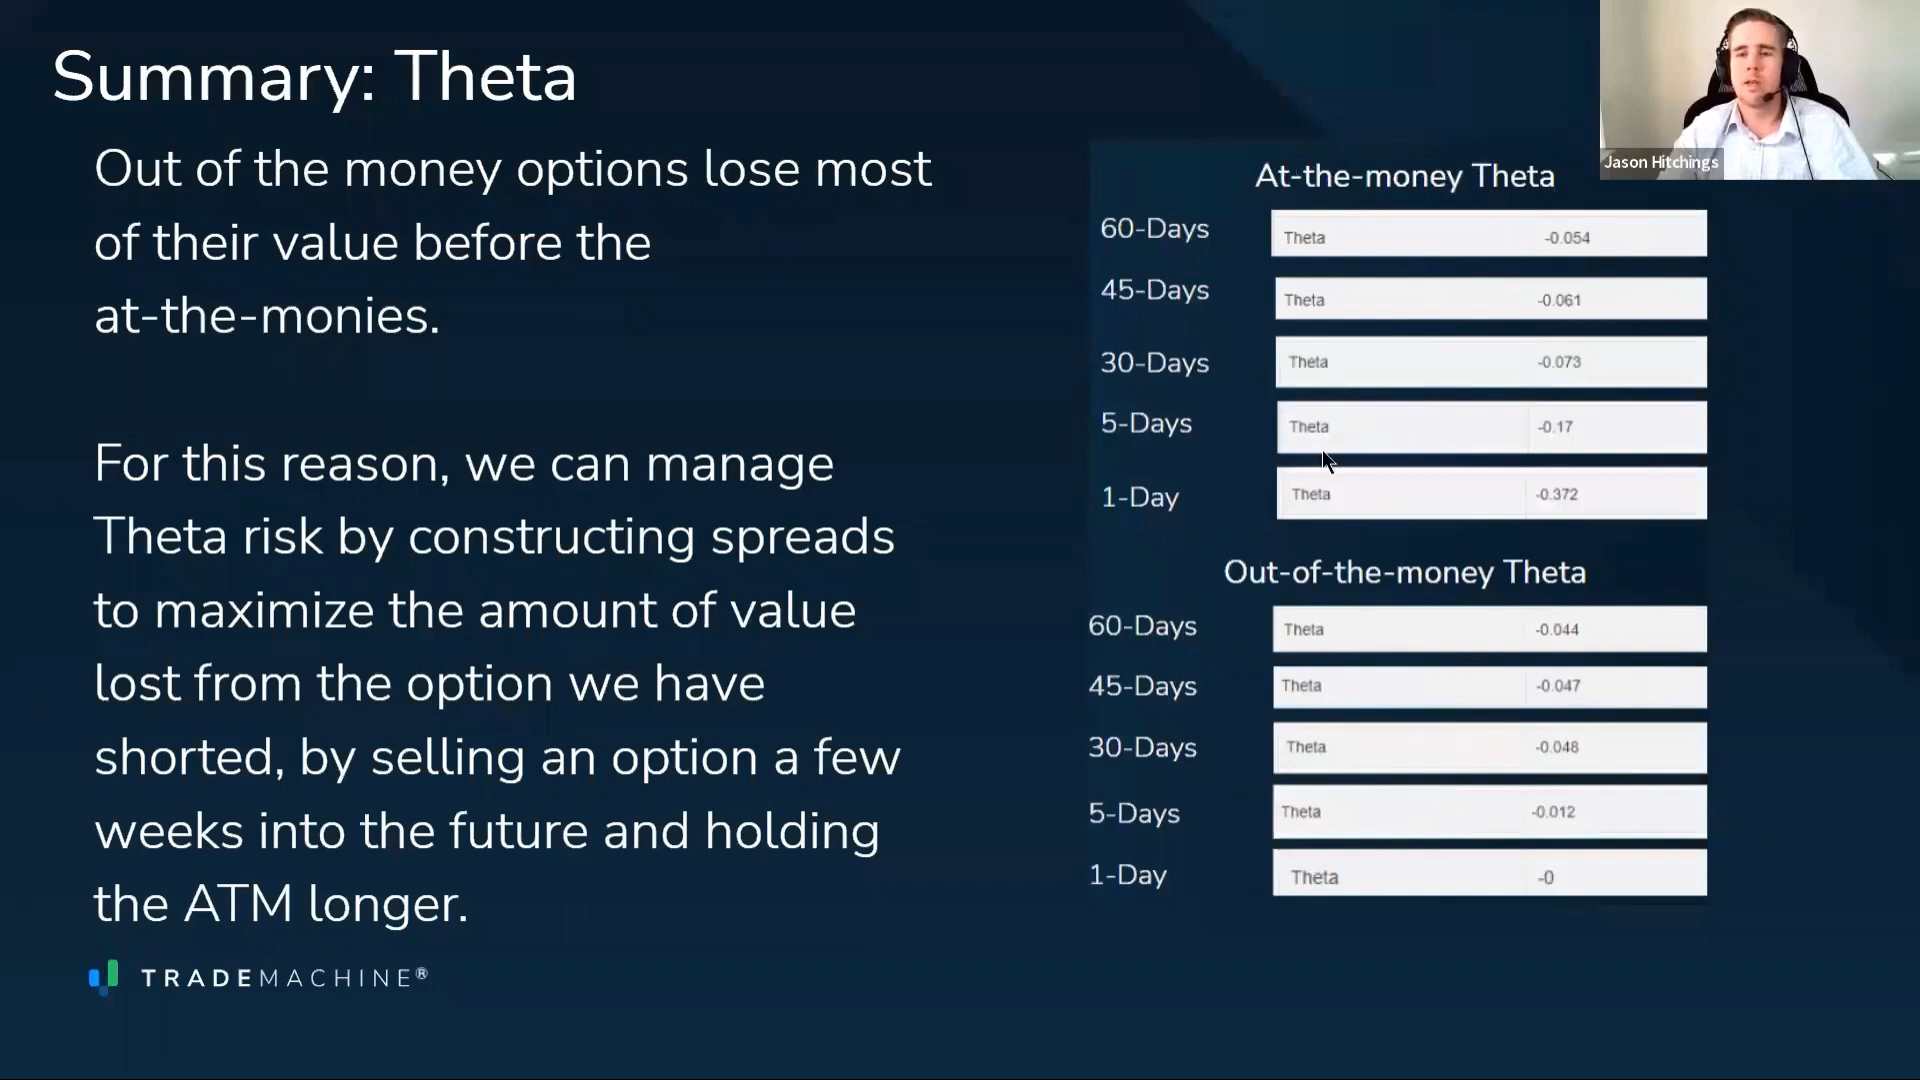 Summary: Theta
Out of the money options lose most
of their value before the
at-the-monies.
For this reason, we can manage
Theta risk by constructing spreads
to maximize the amount of value
lost from the option we have
shorted, by selling an option a few
weeks into the future and holding
the ATM longer.
TRADEMACHINE®
At-the-money Theta
60-Days Theta -0.054
45-Days Theta -0.061
30-Days Theta -0.073
5-Days Theta -0.17
1-Day Theta -0.372
Out-of-the-money Theta
60-Days Theta -0.044
45-Days Theta -0.047
30-Days Theta -0.048
5-Days Theta -0.012
1-Day Theta -0
Jason Hitchings